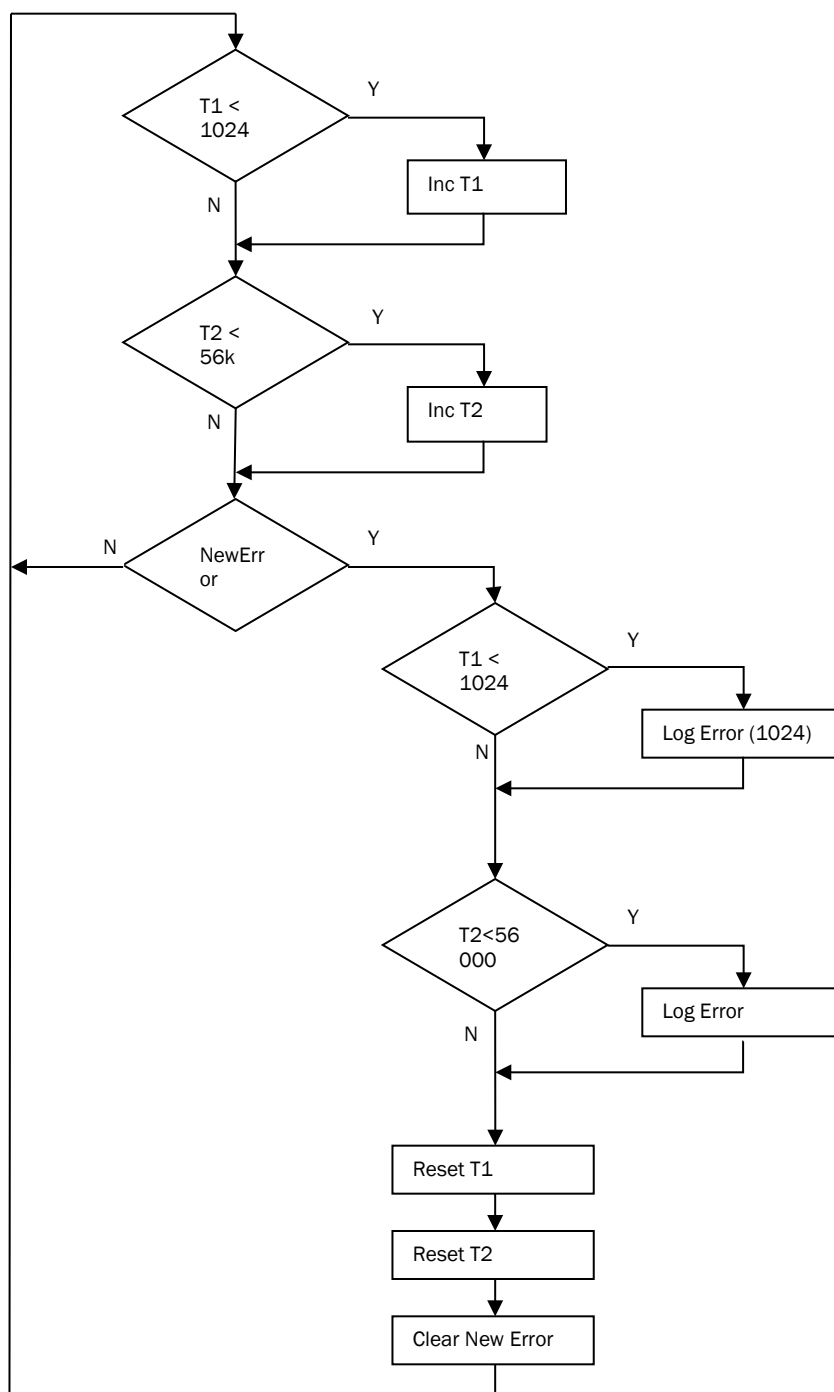 T1 <
1024
Y
Inc T1
N
T2 <
56k
Y
Inc T2
N
NewErr
or
N
Y
T1 <
1024
Y
Log Error (1024)
N
T2<56
000
Y
Log Error
N
Reset T1
Reset T2
Clear New Error